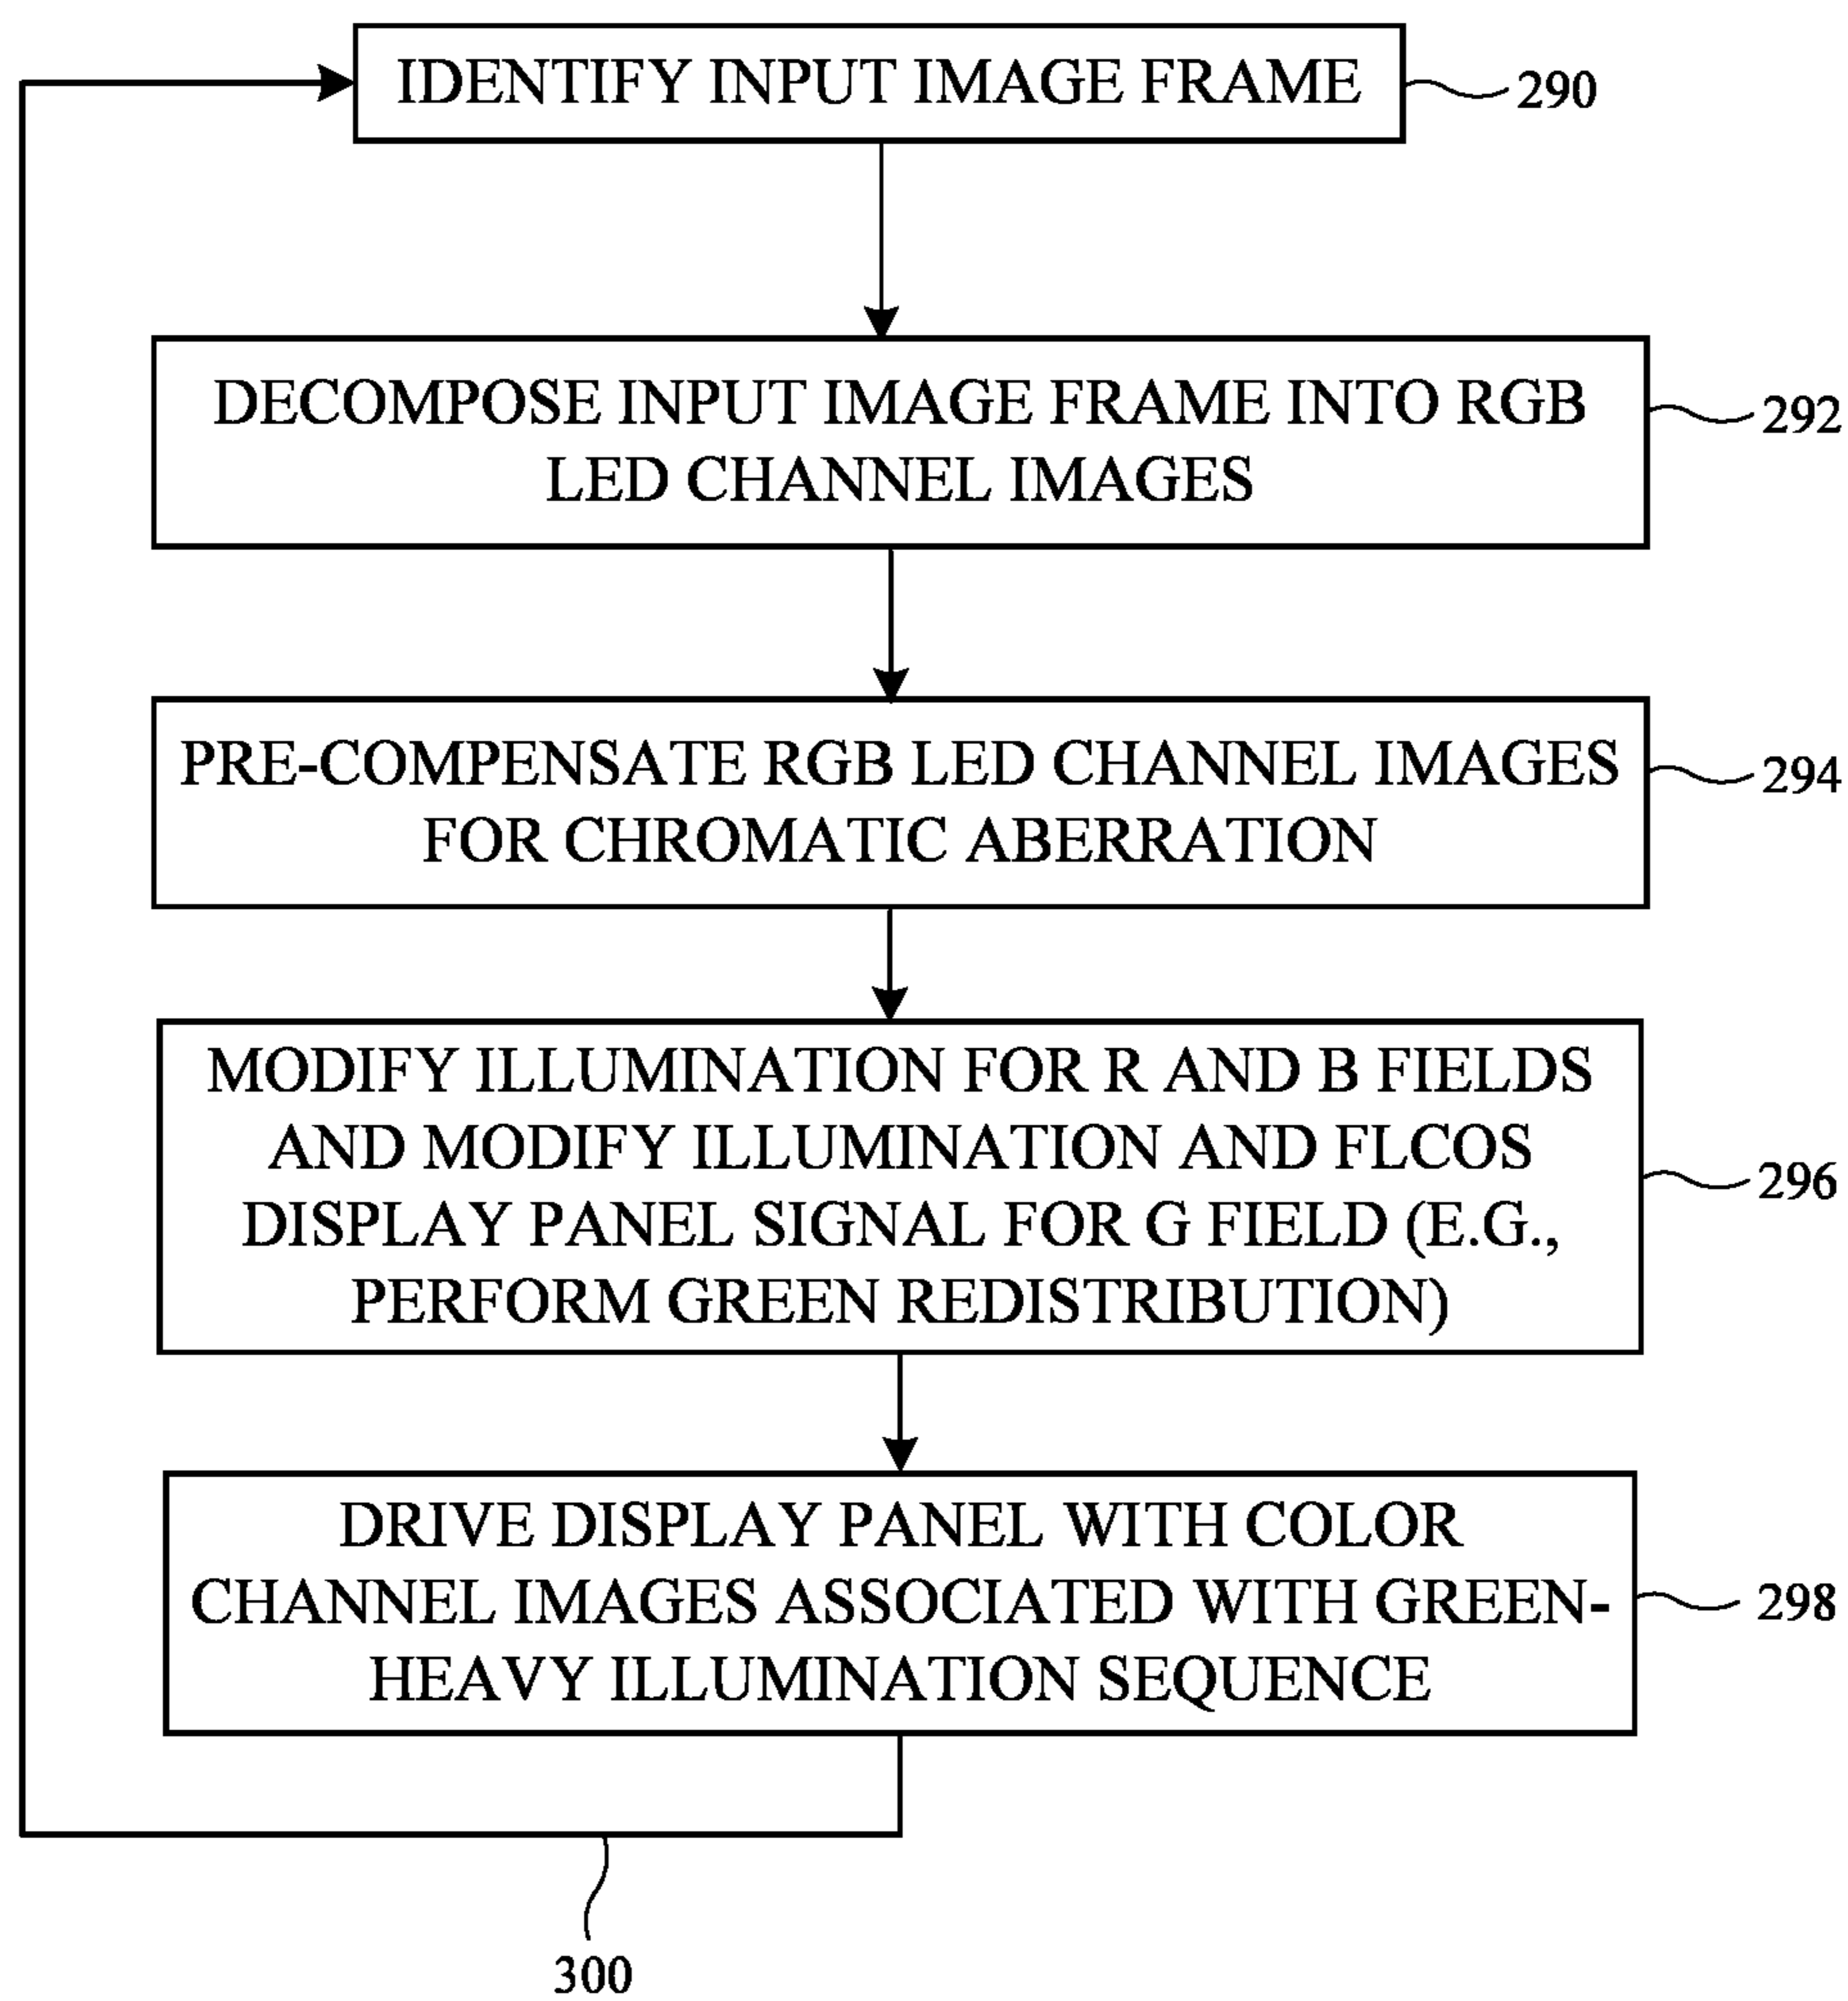 IDENTIFY INPUT IMAGE FRAME
290
DECOMPOSE INPUT IMAGE FRAME INTO RGB
LED CHANNEL IMAGES
292
PRE-COMPENSATE RGB LED CHANNEL IMAGES
FOR CHROMATIC ABERRATION
294
MODIFY ILLUMINATION FOR R AND B FIELDS
AND MODIFY ILLUMINATION AND FLCOS
DISPLAY PANEL SIGNAL FOR G FIELD (E.G.,
PERFORM GREEN REDISTRIBUTION)
296
DRIVE DISPLAY PANEL WITH COLOR
CHANNEL IMAGES ASSOCIATED WITH GREEN-
HEAVY ILLUMINATION SEQUENCE
298
300